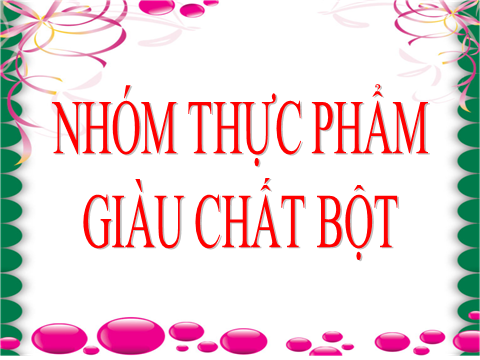 NHÓM THỰC PHẨM
GIÀU CHẤT BỘT